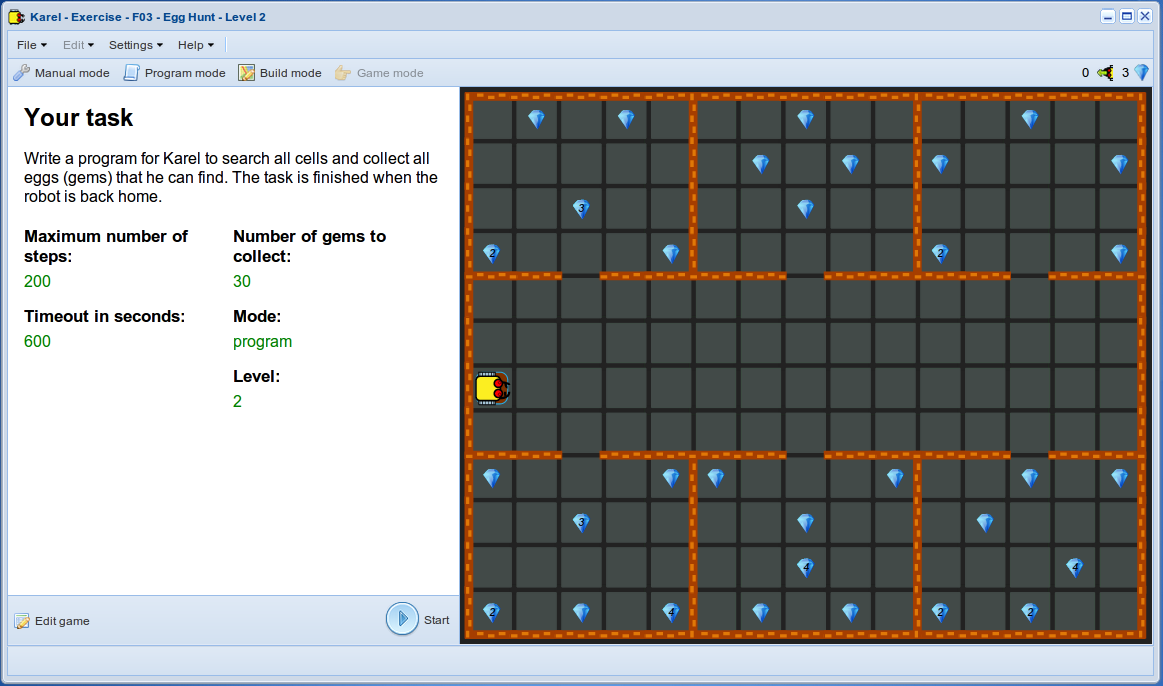 Karel - Exercise - F03 - Egg Hunt - Level 2
File Edit Settings Help
Manual mode Program mode Build mode Game mode 0 3
Your task
Write a program for Karel to search all cells and collect all
eggs (gems) that he can find. The task is finished when the
robot is back home.
Maximum number of
steps:
200
Number of gems to
collect:
30
Timeout in seconds:
600
Mode:
program
Level:
2
3
2
2
3
4
4
2
4
2
2
Edit game
Start